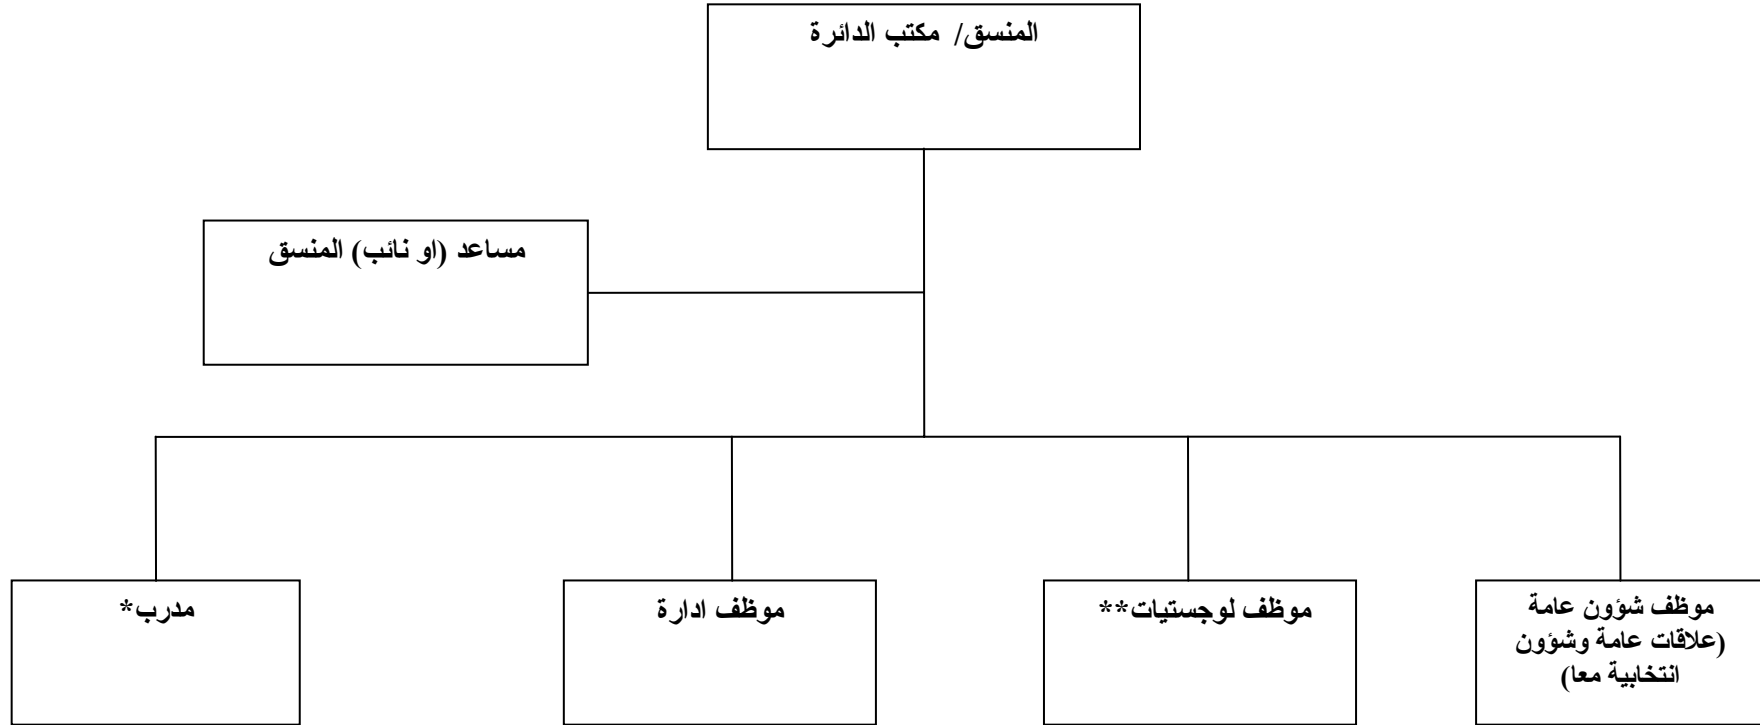 المنسق/ مكتب الدائرة
مساعد (او نائب) المنسق
موظف شؤون عامة
(علاقات عامة وشؤون
انتخابية معا)
موظف لوجستيات**
موظف ادارة
مدرب*